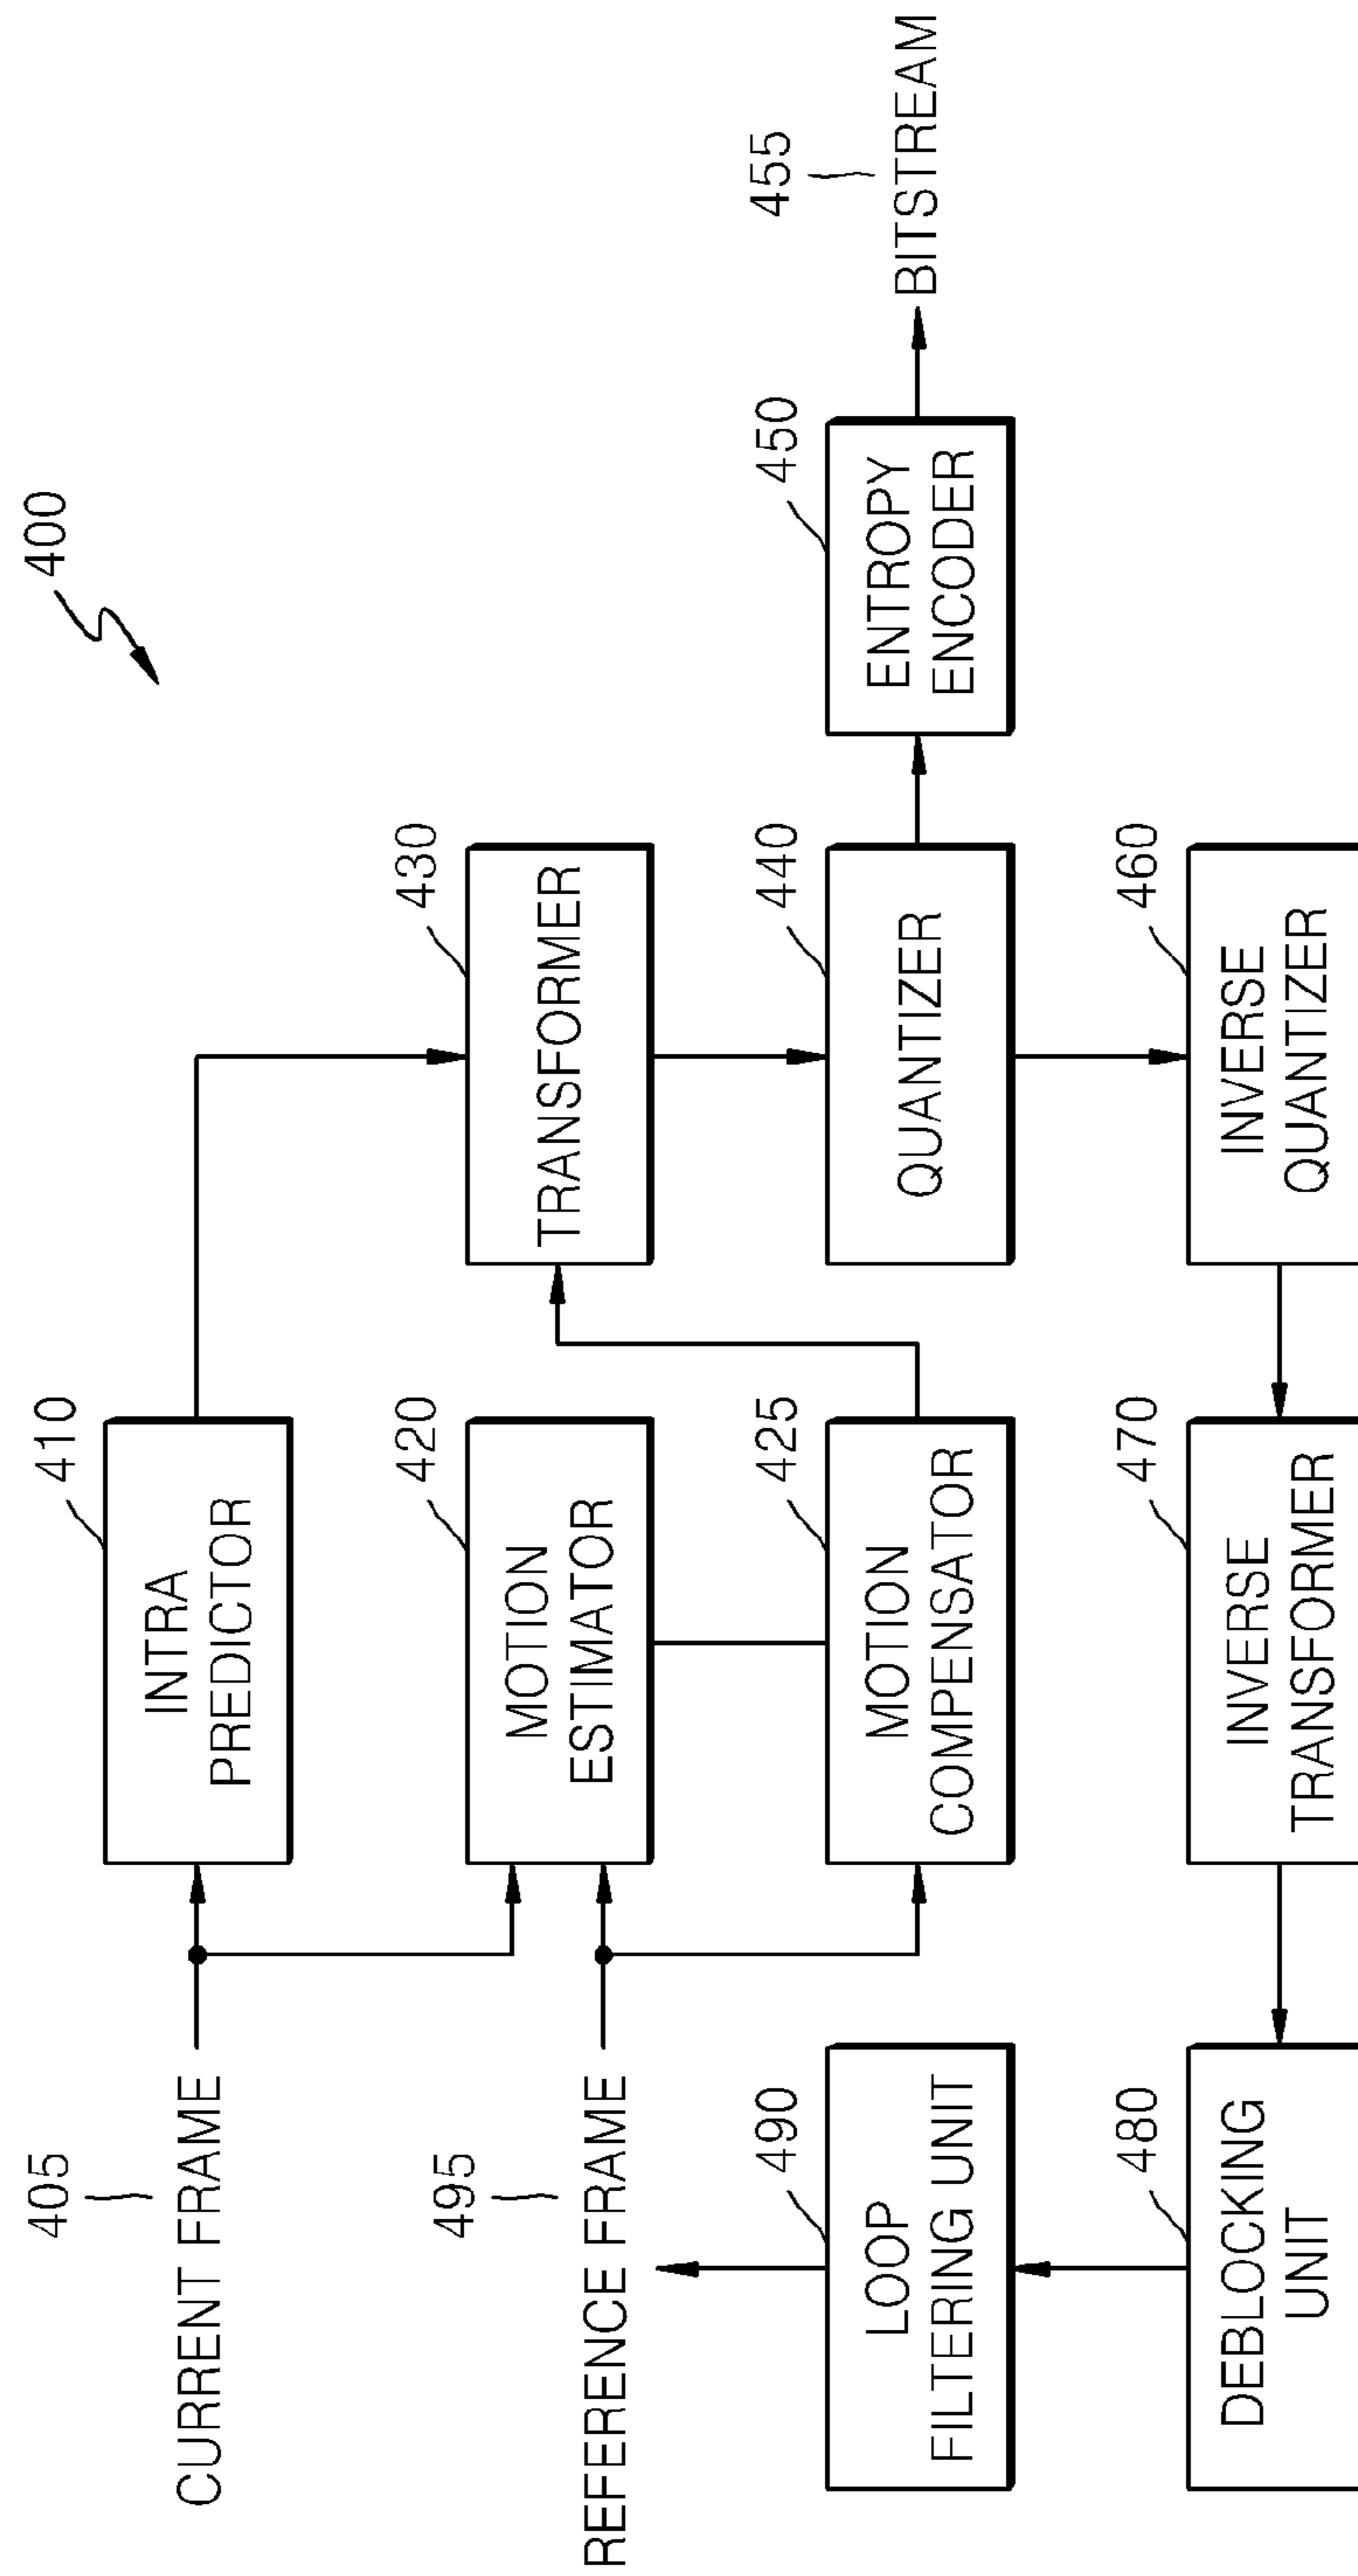 400
405
CURRENT FRAME
410
INTRA
PREDICTOR
495
REFERENCE FRAME
420
MOTION
ESTIMATOR
430
TRANSFORMER
490
LOOP
FILTERING UNIT
425
MOTION
COMPENSATOR
440
QUANTIZER
450
ENTROPY
ENCODER
455
BITSTREAM
480
DEBLOCKING
UNIT
470
INVERSE
TRANSFORMER
460
INVERSE
QUANTIZER